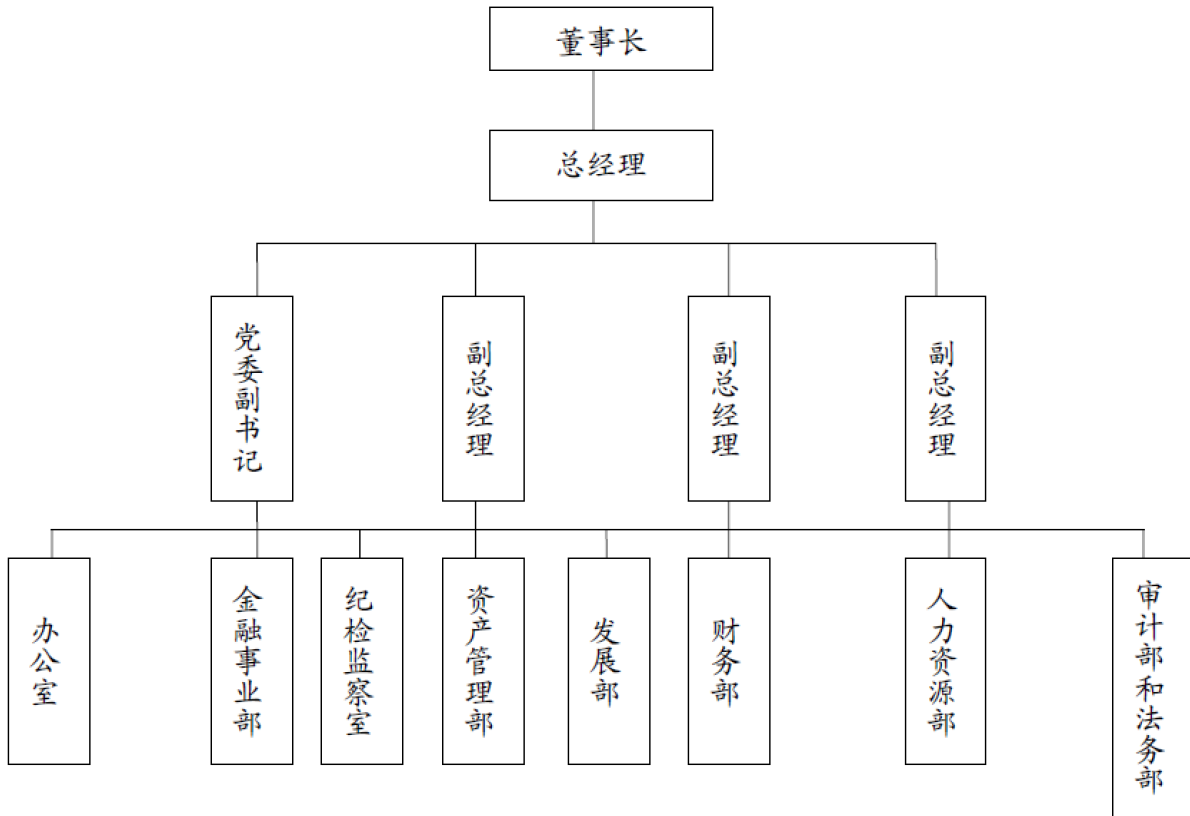 董事长
总经理
党委副书记
副总经理
副总经理
副总经理
办公室
金融事业部
纪检监察室
资产管理部
发展部
财务部
人力资源部
审计部和法务部